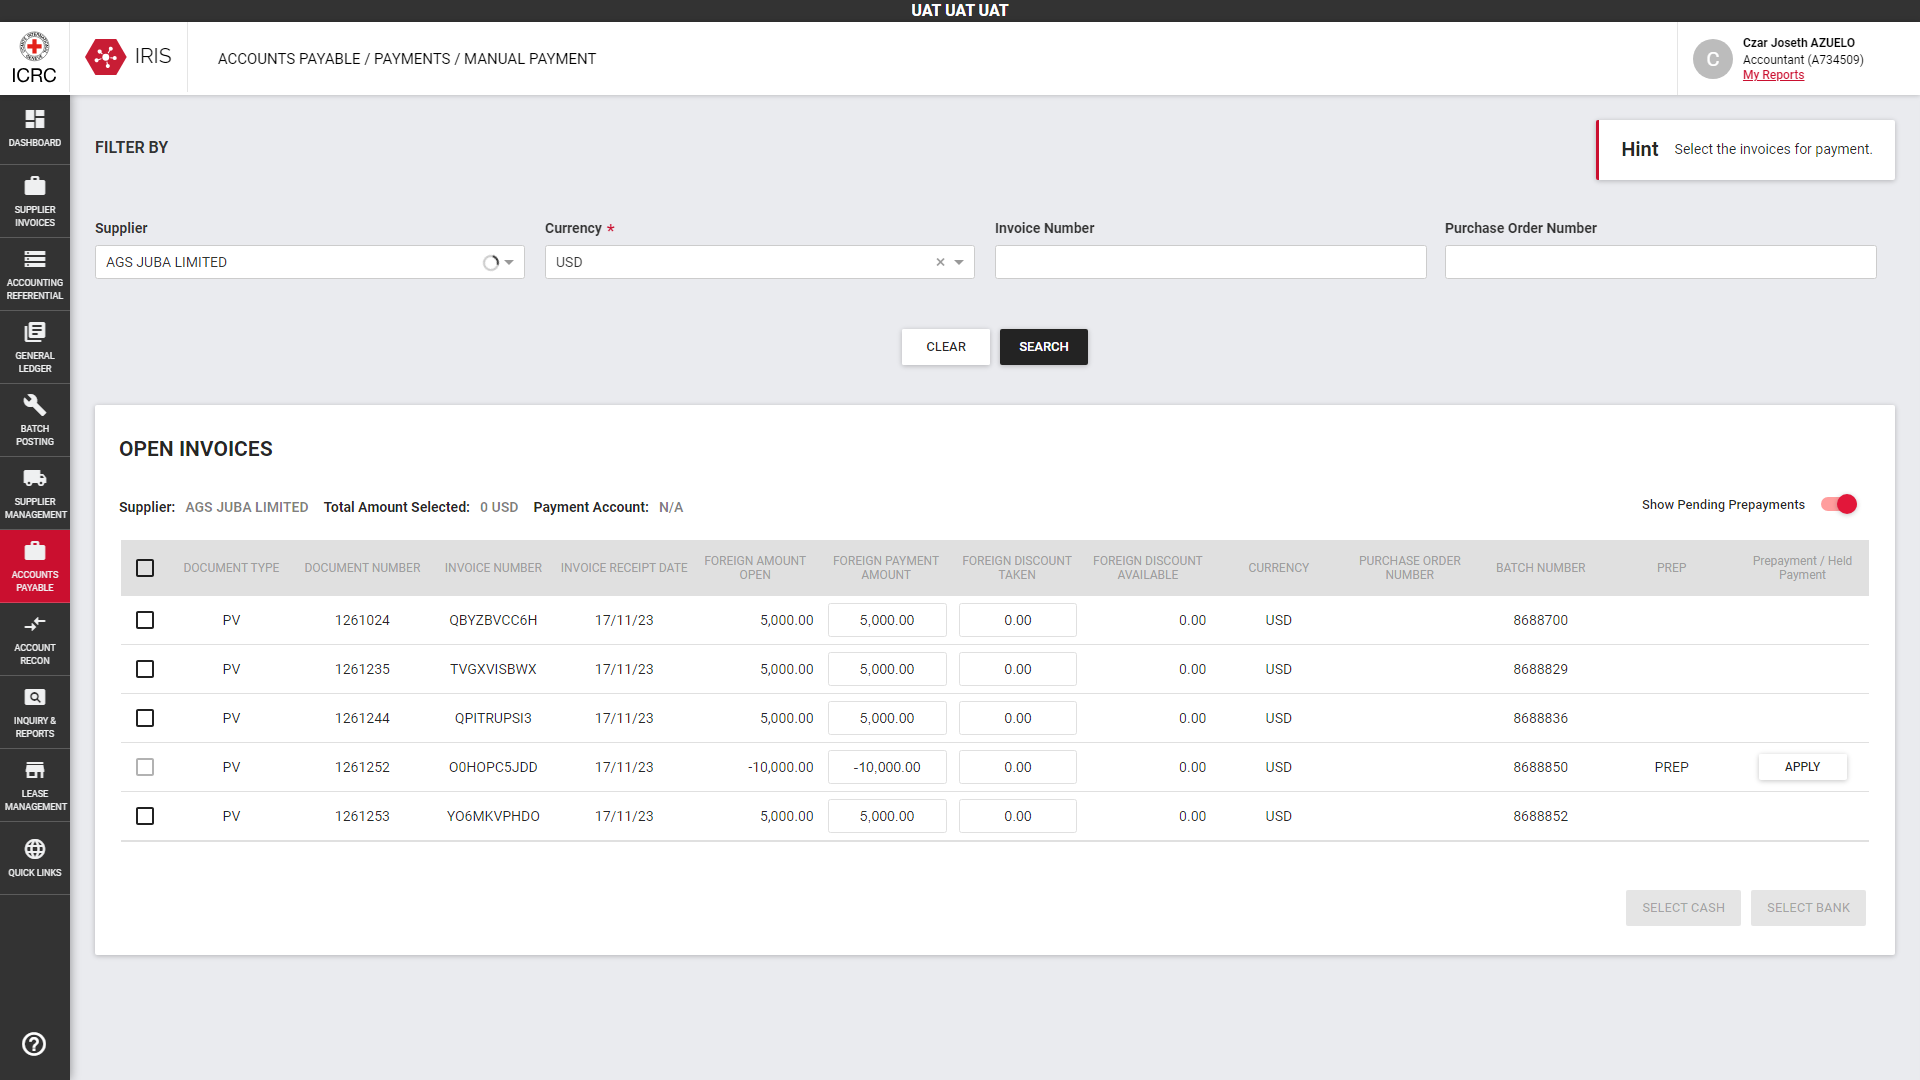 UAT UAT UAT
ICRC
IRIS
ACCOUNTS PAYABLE / PAYMENTS / MANUAL PAYMENT
C
Czar Joseth AZUELO
Accountant (A734509)
My Reports
DASHBOARD
SUPPLIER INVOICES
ACCOUNTING REFERENTIAL
GENERAL LEDGER
BATCH POSTING
SUPPLIER MANAGEMENT
ACCOUNTS PAYABLE
ACCOUNT RECON
INQUIRY & REPORTS
LEASE MANAGEMENT
QUICK LINKS
FILTER BY
Hint Select the invoices for payment.
Supplier Currency * Invoice Number Purchase Order Number
AGS JUBA LIMITED USD
CLEAR SEARCH
OPEN INVOICES
Supplier: AGS JUBA LIMITED Total Amount Selected: 0 USD Payment Account: N/A
Show Pending Prepayments
DOCUMENT TYPE DOCUMENT NUMBER INVOICE NUMBER INVOICE RECEIPT DATE FOREIGN AMOUNT OPEN FOREIGN PAYMENT AMOUNT FOREIGN DISCOUNT TAKEN FOREIGN DISCOUNT AVAILABLE CURRENCY PURCHASE ORDER NUMBER BATCH NUMBER PREP Prepayment / Held Payment
PV 1261024 QBYZBVCC6H 17/11/23 5,000.00 5,000.00 0.00 0.00 USD 8688700
PV 1261235 TVGXVISBWX 17/11/23 5,000.00 5,000.00 0.00 0.00 USD 8688829
PV 1261244 QPITRUPSI3 17/11/23 5,000.00 5,000.00 0.00 0.00 USD 8688836
PV 1261252 O0HOPC5JDD 17/11/23 -10,000.00 -10,000.00 0.00 0.00 USD 8688850 PREP APPLY
PV 1261253 YO6MKVPHDO 17/11/23 5,000.00 5,000.00 0.00 0.00 USD 8688852
SELECT CASH SELECT BANK